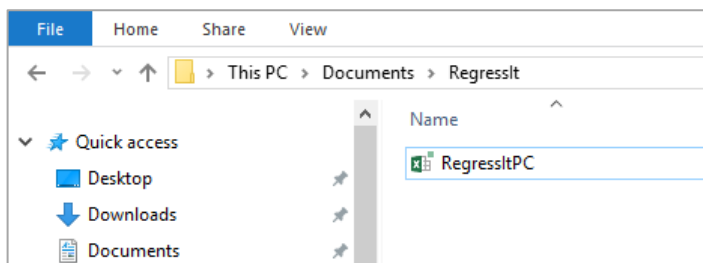 File Home Share View
This PC > Documents > RegressIt
Name
Quick access
RegressItPC
Desktop
Downloads
Documents